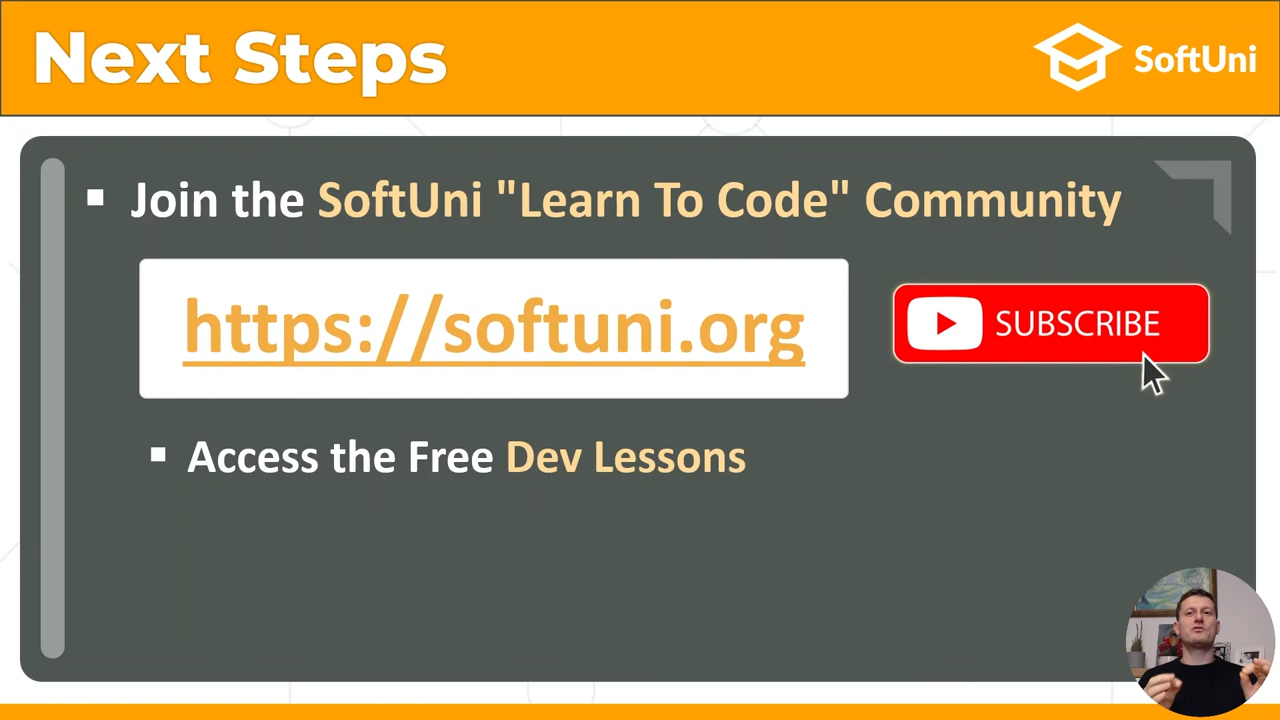 Next Steps
SoftUni
▪ Join the SoftUni "Learn To Code" Community
https://softuni.org
SUBSCRIBE
▪ Access the Free Dev Lessons